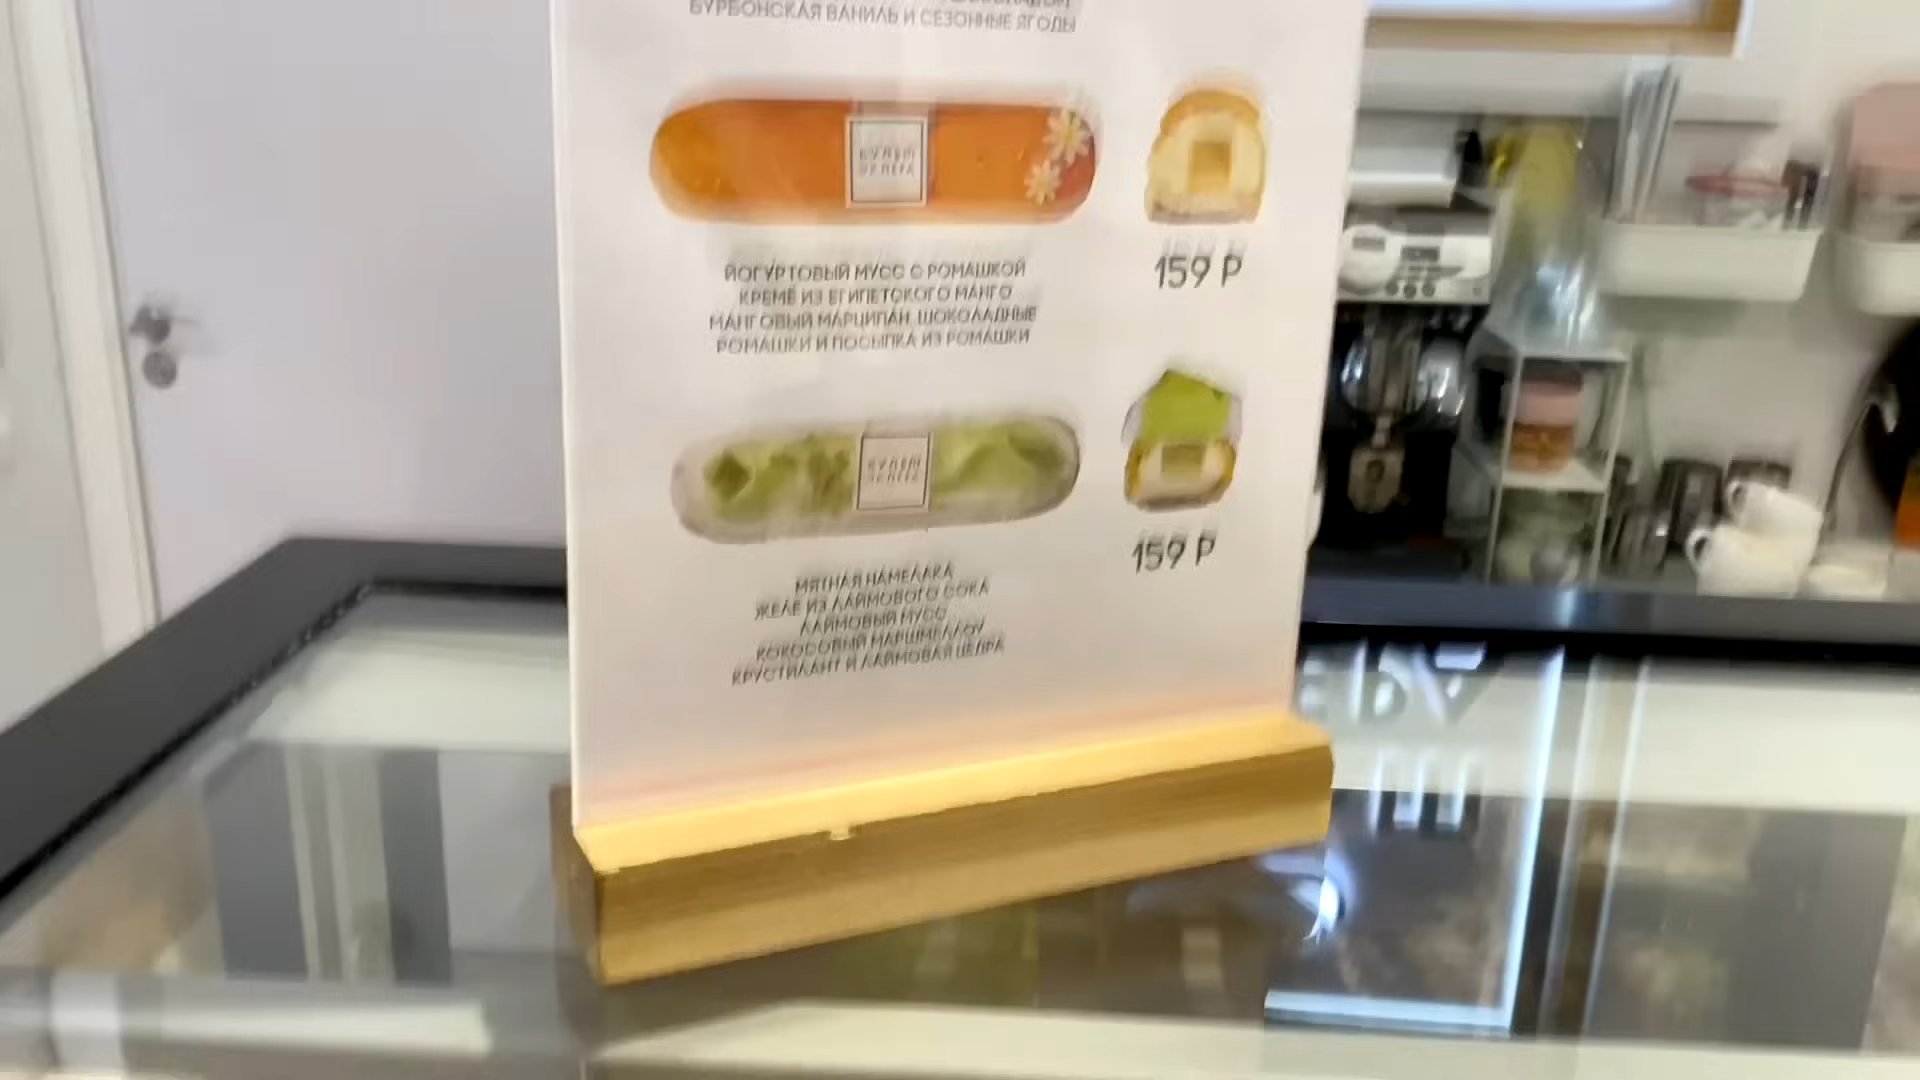 БУРБОНСКАЯ ВАНИЛЬ И СЕЗОННЫЕ ЯГОДЫ
ЙОГУРТОВЫЙ МУСС С РОМАШКОЙ
КРЕМЁ ИЗ ЕГИПЕТСКОГО МАНГО
МАНГОВЫЙ МАРЦИПАН, ШОКОЛАДНЫЕ
РОМАШКИ И ПОСЫПКА ИЗ РОМАШКИ
159 Р
МЯТНАЯ НАМЕЛАКА
ЖЕЛЕ ИЗ ЛАЙМОВОГО СОКА
ЛАЙМОВЫЙ МУСС
КОКОСОВЫЙ МАРШМЕЛЛОУ
КРУСТИЛАНТ И ЛАЙМОВАЯ ЦЕДРА
159 Р